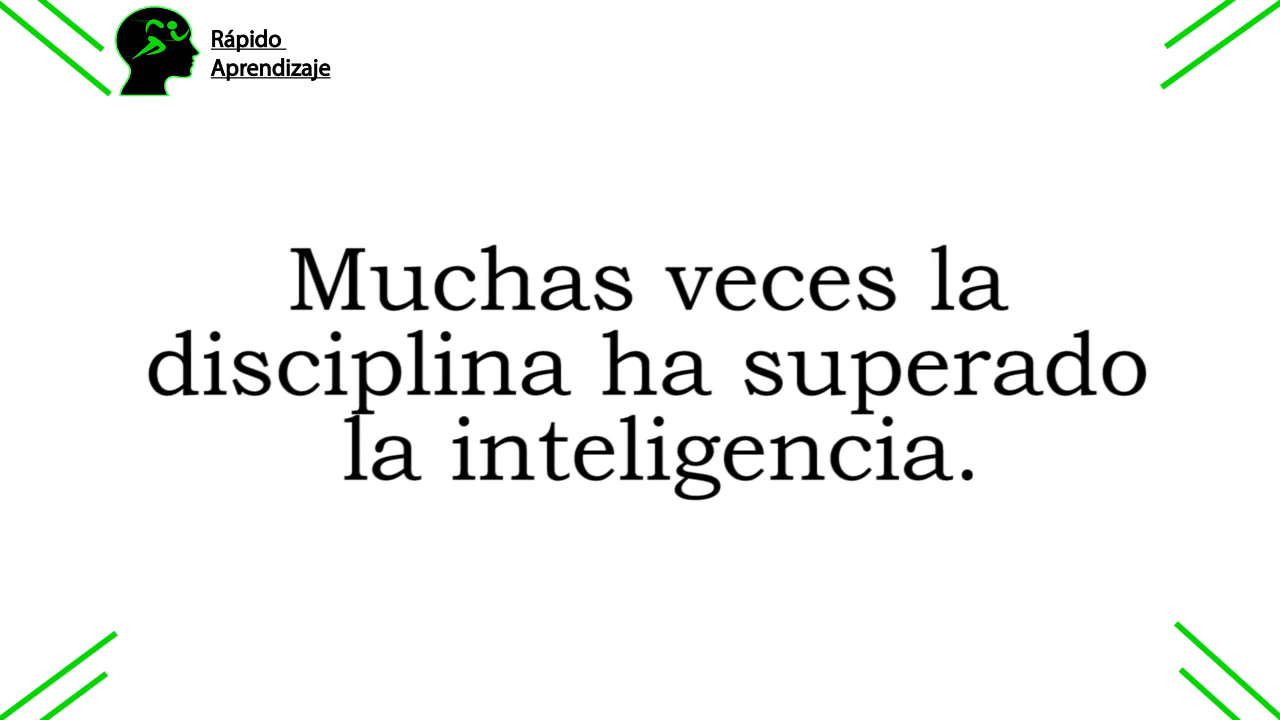 Rápido
Aprendizaje
Muchas veces la
disciplina ha superado
la inteligencia.